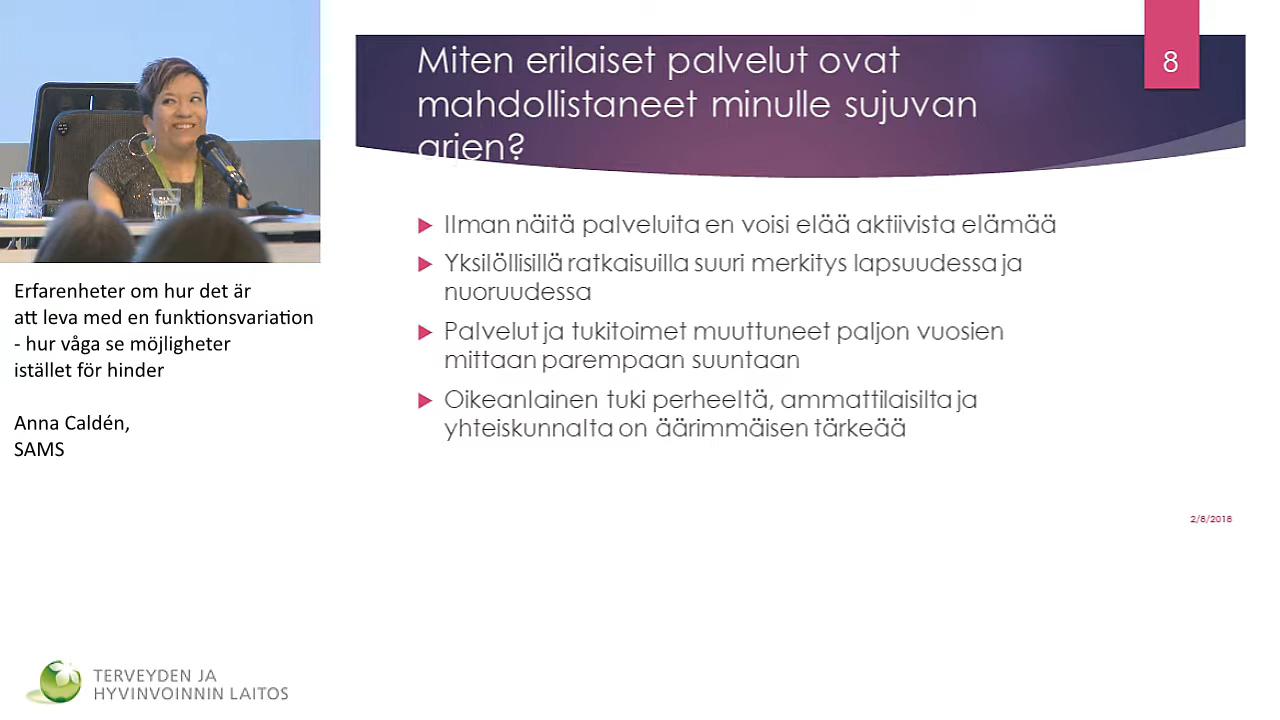 Miten erilaiset palvelut ovat
mahdollistaneet minulle sujuvan
arjen?
8
Ilman näitä palveluita en voisi elää aktiivista elämää
Yksilöllisillä ratkaisuilla suuri merkitys lapsuudessa ja
nuoruudessa
Palvelut ja tukitoimet muuttuneet paljon vuosien
mittaan parempaan suuntaan
Oikeanlainen tuki perheeltä, ammattilaisilta ja
yhteiskunnalta on äärimmäisen tärkeää
2/6/2018
Erfarenheter om hur det är
att leva med en funktionsvariation
- hur våga se möjligheter
istället för hinder
Anna Caldén,
SAMS
TERVEYDEN JA
HYVINVOINNIN LAITOS